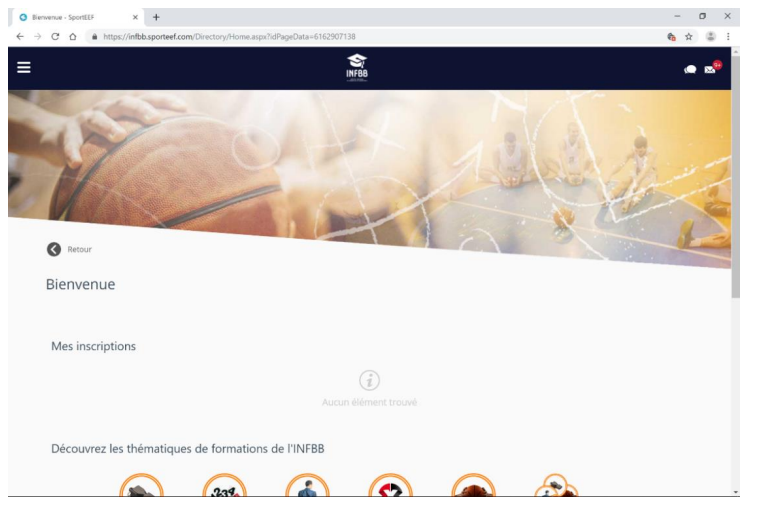 Bienvenue - SportEEF
https://infbb.sporteef.com/Directory/Home.aspx?idPageData=6162907138
INFBB
9+
Retour
Bienvenue
Mes inscriptions
Aucun élément trouvé
Découvrez les thématiques de formations de l'INFBB